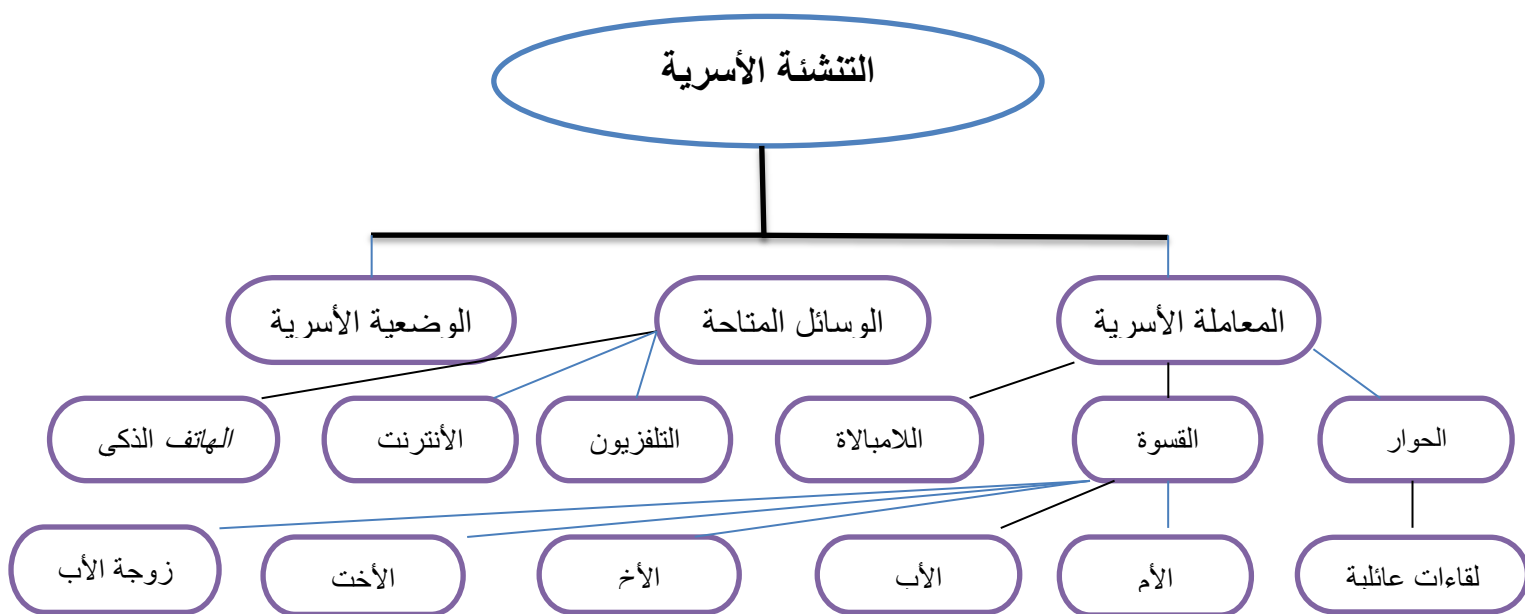 التنشئة الأسرية
المعاملة الأسرية
الوسائل المتاحة
الوضعية الأسرية
الحوار
القسوة
اللامبالاة
التلفزيون
الأنترنت
الهاتف الذكى
لقاءات عائلية
الأم
الأب
الأخ
الأخت
زوجة الأب